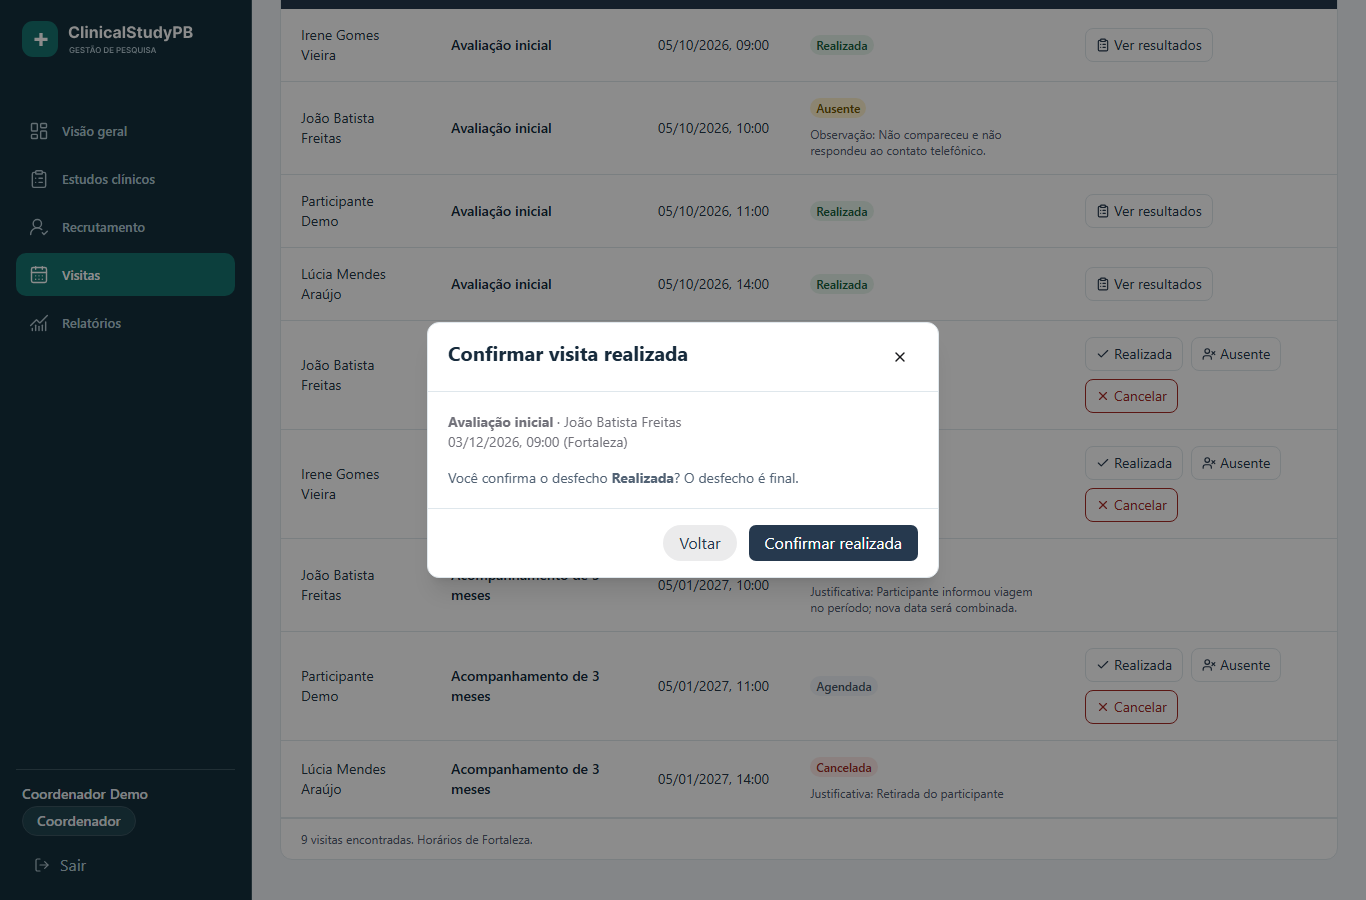 ClinicalStudyPB
GESTÃO DE PESQUISA
Visão geral
Estudos clínicos
Recrutamento
Visitas
Relatórios
Coordenador Demo
Coordenador
Sair
Irene Gomes
Vieira
Avaliação inicial
05/10/2026, 09:00
Realizada
Ver resultados
João Batista
Freitas
Avaliação inicial
05/10/2026, 10:00
Ausente
Observação: Não compareceu e não
respondeu ao contato telefônico.
Participante
Demo
Avaliação inicial
05/10/2026, 11:00
Realizada
Ver resultados
Lúcia Mendes
Araújo
Avaliação inicial
05/10/2026, 14:00
Realizada
Ver resultados
João Batista
Freitas
Realizada
Ausente
Cancelar
Irene Gomes
Vieira
Realizada
Ausente
Cancelar
Confirmar visita realizada
Avaliação inicial · João Batista Freitas
03/12/2026, 09:00 (Fortaleza)
Você confirma o desfecho Realizada? O desfecho é final.
Voltar
Confirmar realizada
João Batista
Freitas
Acompanhamento de 3
meses
05/01/2027, 10:00
Justificativa: Participante informou viagem
no período; nova data será combinada.
Participante
Demo
Acompanhamento de 3
meses
05/01/2027, 11:00
Agendada
Realizada
Ausente
Cancelar
Lúcia Mendes
Araújo
Acompanhamento de 3
meses
05/01/2027, 14:00
Cancelada
Justificativa: Retirada do participante
9 visitas encontradas. Horários de Fortaleza.